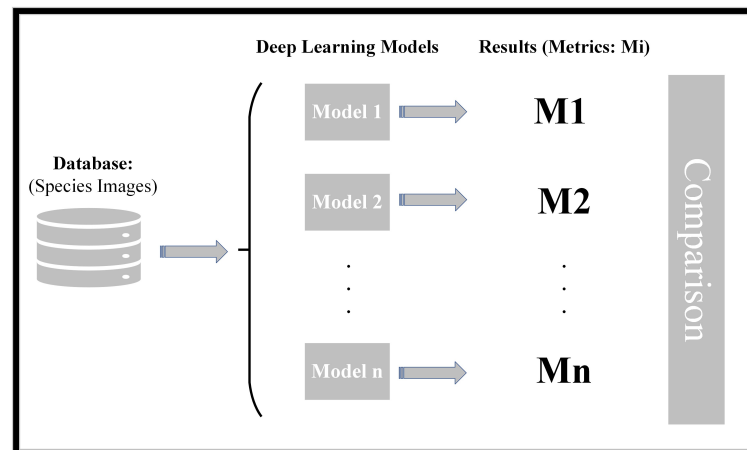 Deep Learning Models
Results (Metrics: Mi)
Database:
(Species Images)
Model 1
M1
Model 2
M2
.
.
.
.
.
.
Model n
Mn
Comparison